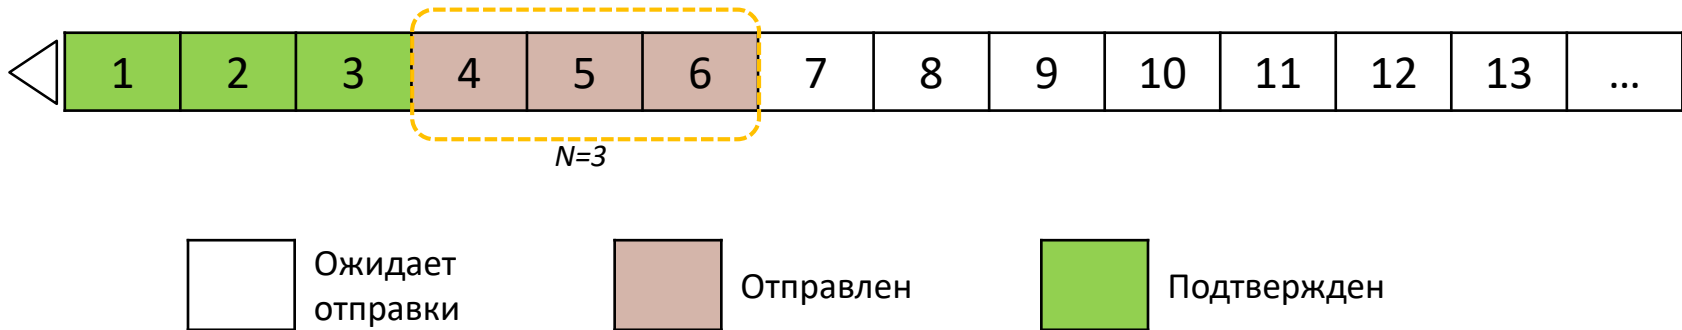 1 2 3 4 5 6 7 8 9 10 11 12 13 ...
N=3
Ожидает
отправки
Отправлен
Подтвержден